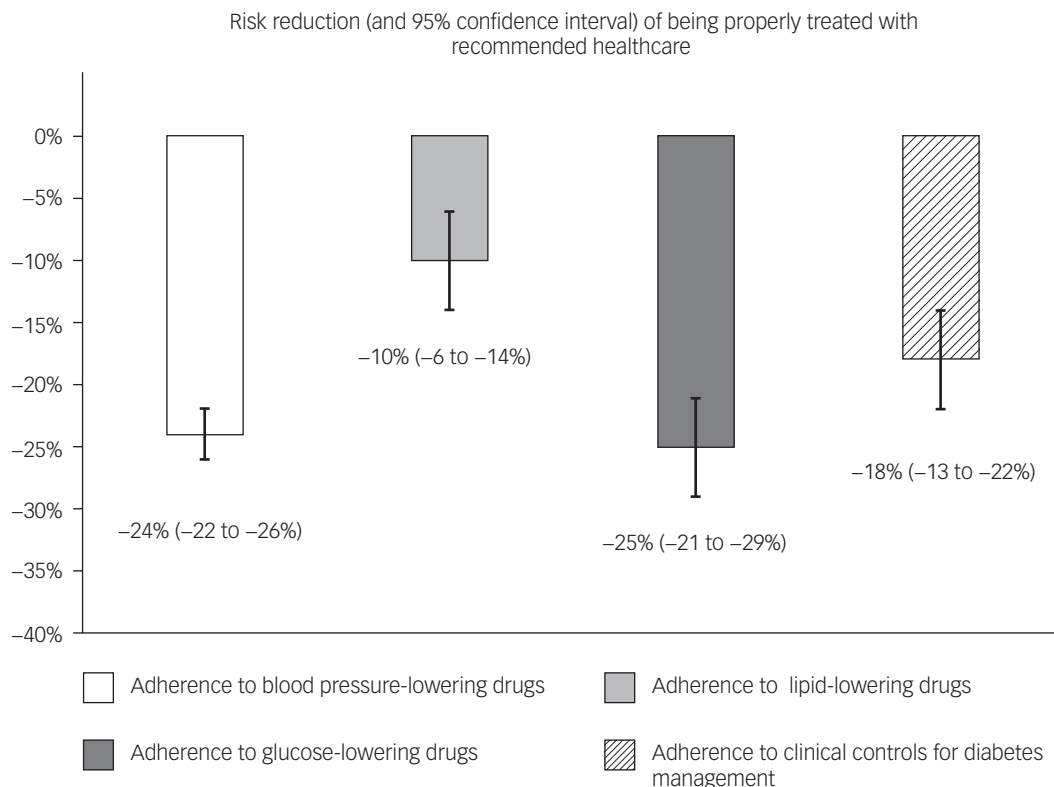 Risk reduction (and 95% confidence interval) of being properly treated with
recommended healthcare
0%
–5%
–10%
–15%
–20%
–25%
–30%
–35%
–40%
–24% (–22 to –26%)
–10% (–6 to –14%)
–25% (–21 to –29%)
–18% (–13 to –22%)
Adherence to blood pressure-lowering drugs
Adherence to lipid-lowering drugs
Adherence to glucose-lowering drugs
Adherence to clinical controls for diabetes
management